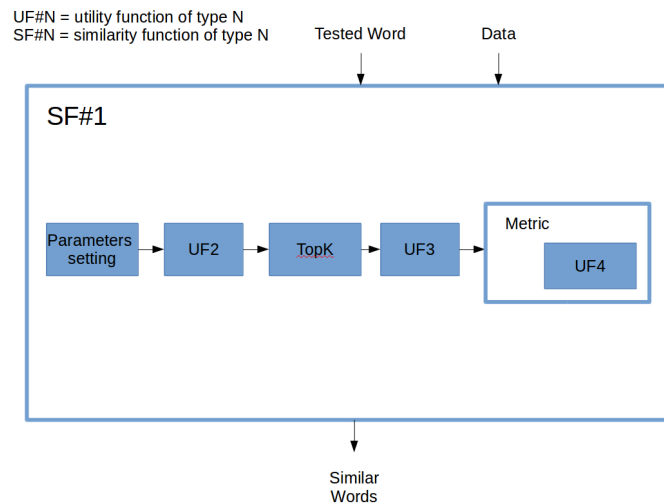 UF#N = utility function of type N
SF#N = similarity function of type N
Tested Word
Data
SF#1
Parameters
setting
UF2
TopK
UF3
Metric
UF4
Similar
Words